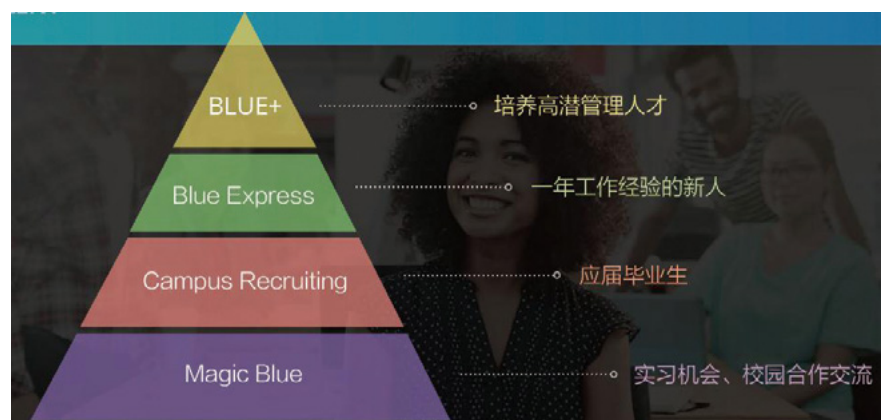 BLUE+
培养高潜管理人才
Blue Express
一年工作经验的新人
Campus Recruiting
应届毕业生
Magic Blue
实习机会、校园合作交流